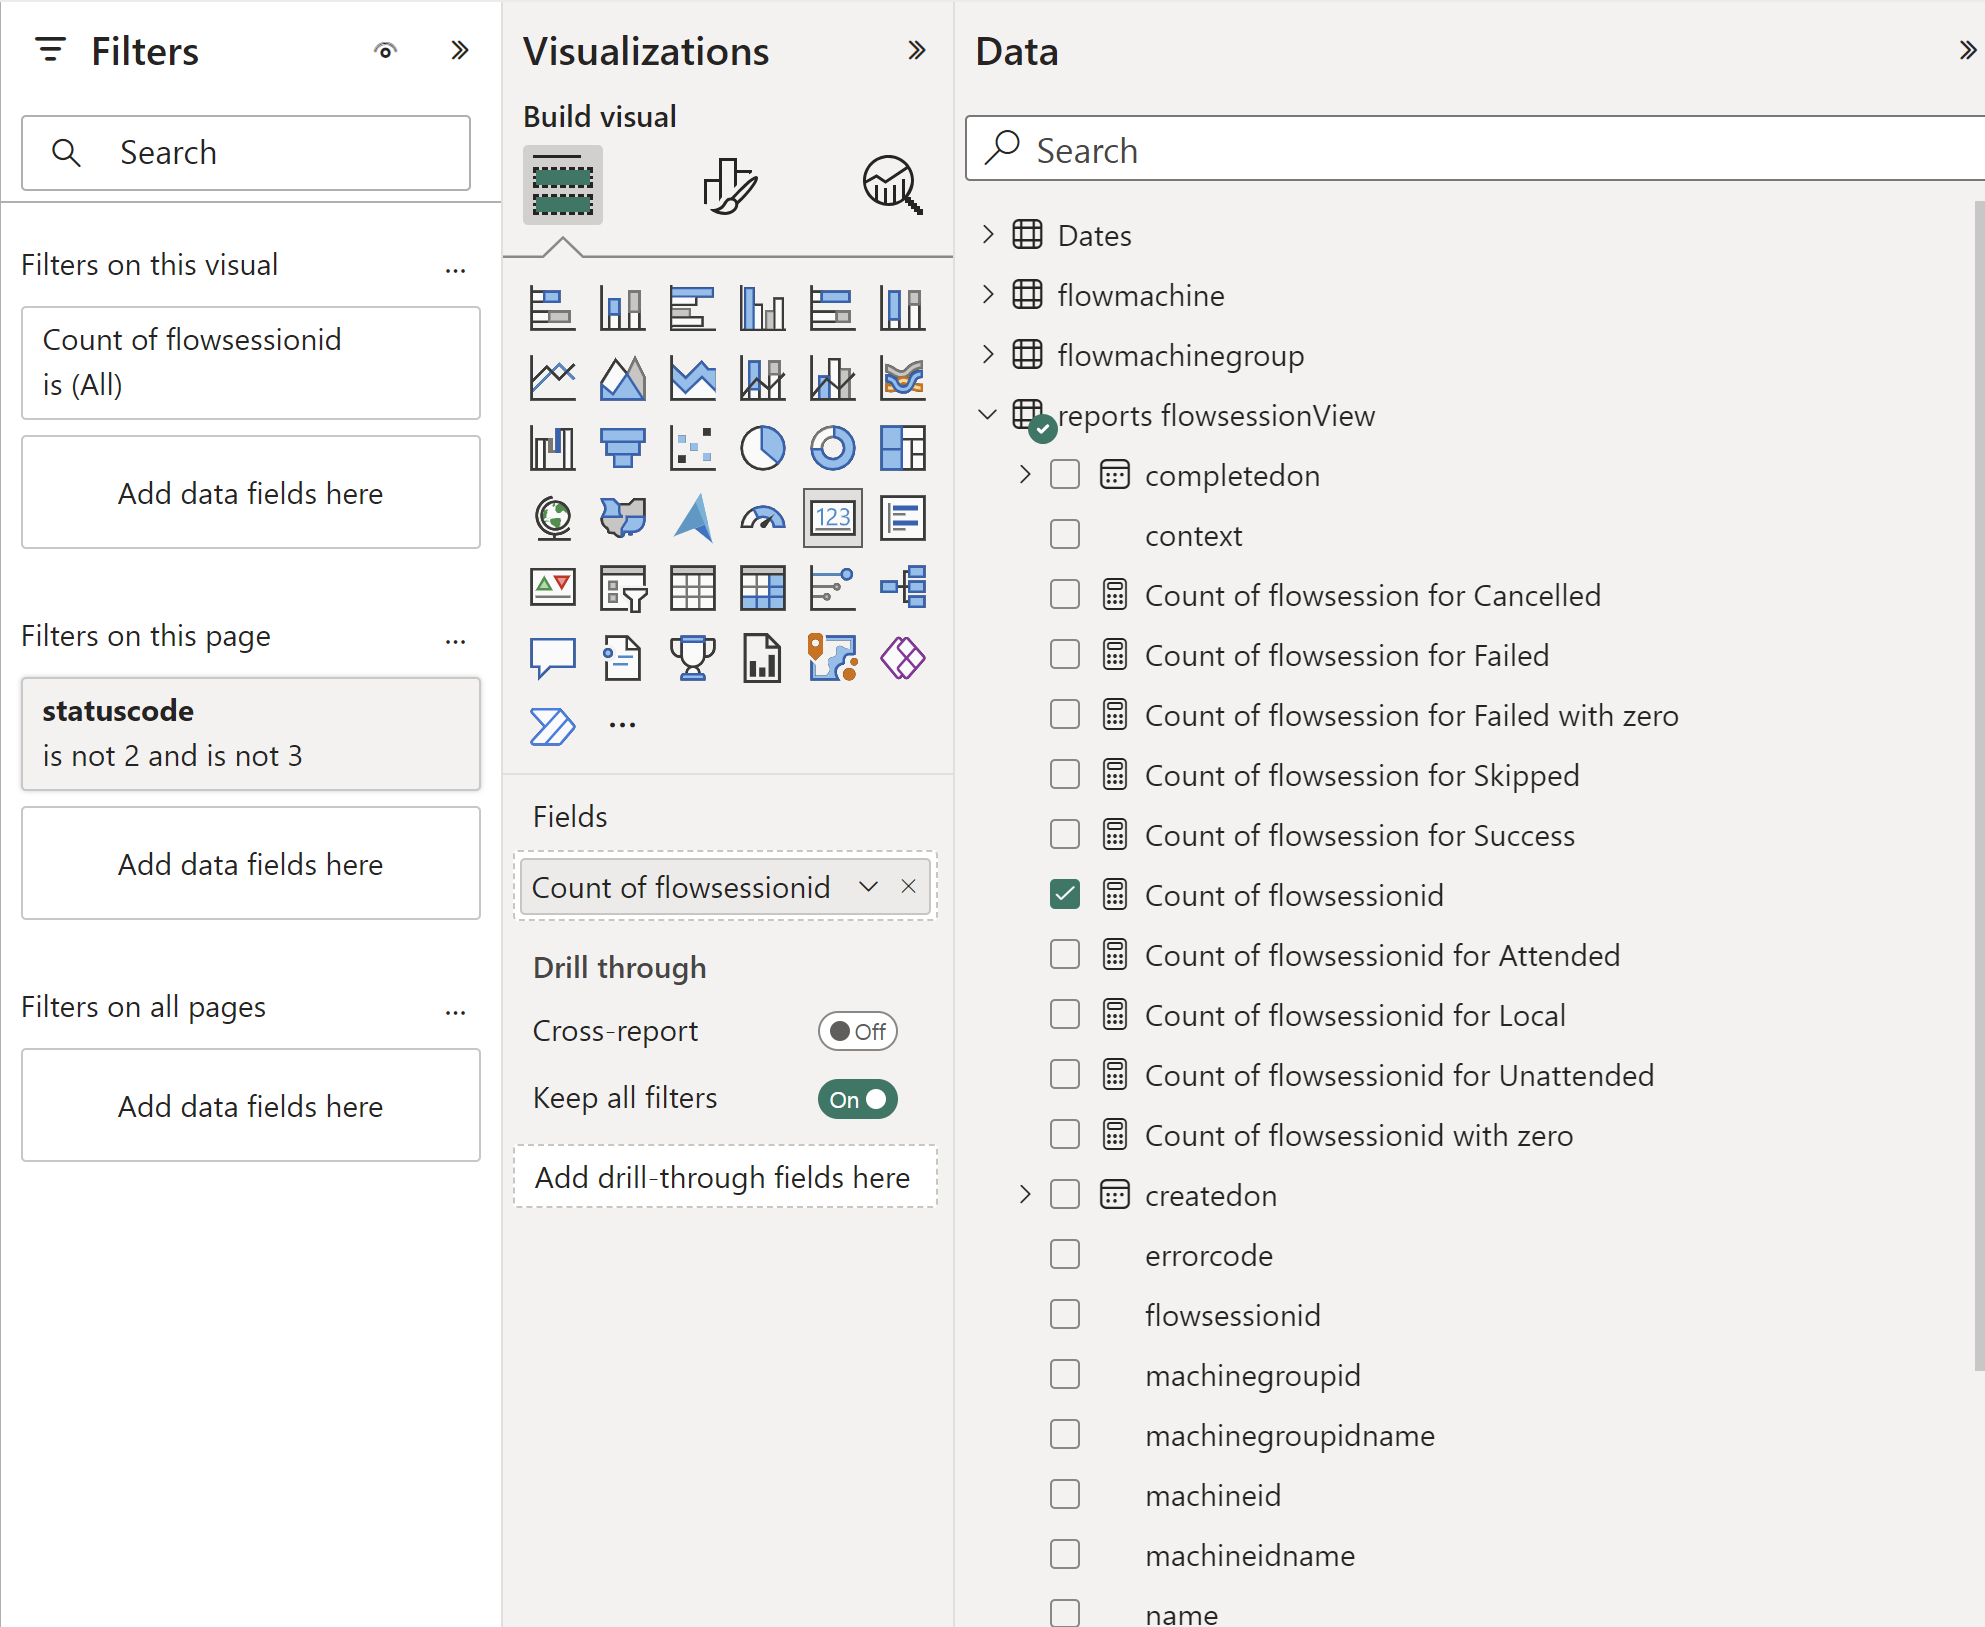 Filters
Search
Filters on this visual
...
Count of flowsessionid
is (All)
Add data fields here
Filters on this page
...
statuscode
is not 2 and is not 3
Add data fields here
Filters on all pages
...
Add data fields here
Visualizations
Build visual
123
...
Fields
Count of flowsessionid
Drill through
Cross-report
Off
Keep all filters
On
Add drill-through fields here
Data
Search
Dates
flowmachine
flowmachinegroup
reports flowsessionView
completedon
context
Count of flowsession for Cancelled
Count of flowsession for Failed
Count of flowsession for Failed with zero
Count of flowsession for Skipped
Count of flowsession for Success
Count of flowsessionid
Count of flowsessionid for Attended
Count of flowsessionid for Local
Count of flowsessionid for Unattended
Count of flowsessionid with zero
createdon
errorcode
flowsessionid
machinegroupid
machinegroupidname
machineid
machineidname
name